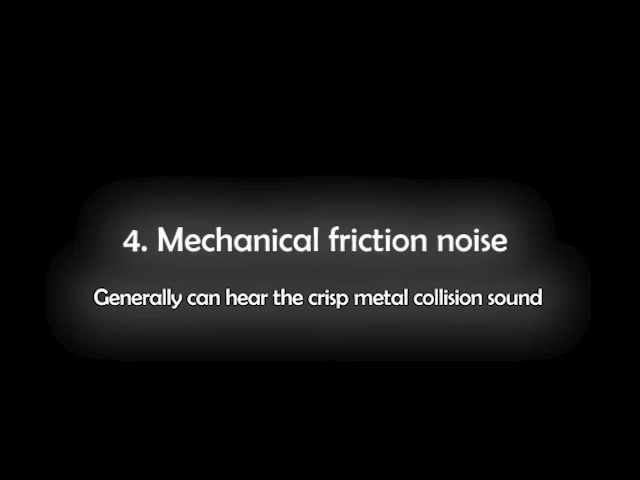 4. Mechanical friction noise
Generally can hear the crisp metal collision sound